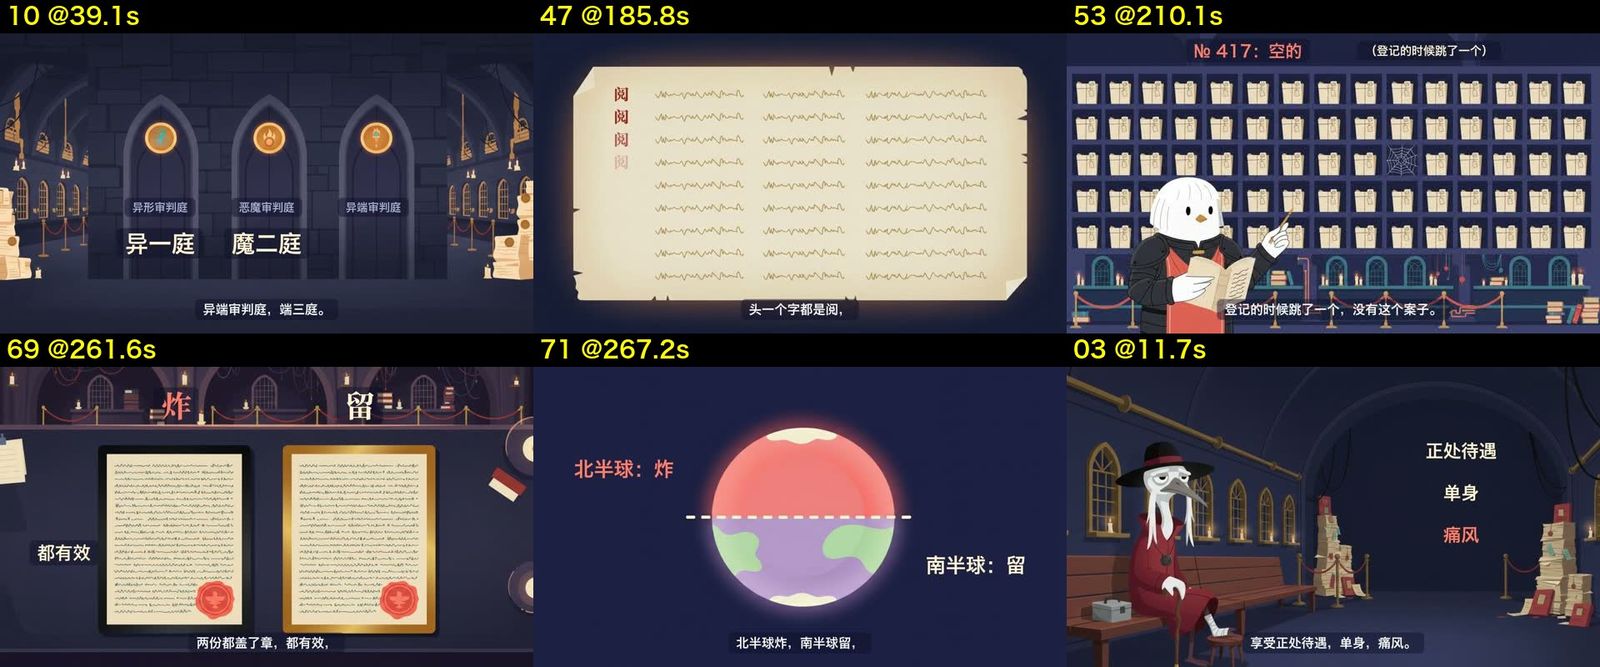 10 @39.1s
异形审判庭
恶魔审判庭
异端审判庭
异一庭
魔二庭
异端审判庭，端三庭。
47 @185.8s
阅
阅
阅
阅
头一个字都是阅，
53 @210.1s
№ 417：空的
（登记的时候跳了一个）
登记的时候跳了一个，没有这个案子。
69 @261.6s
炸
留
都有效
两份都盖了章，都有效，
71 @267.2s
北半球：炸
南半球：留
北半球炸，南半球留，
03 @11.7s
正处待遇
单身
痛风
享受正处待遇，单身，痛风。